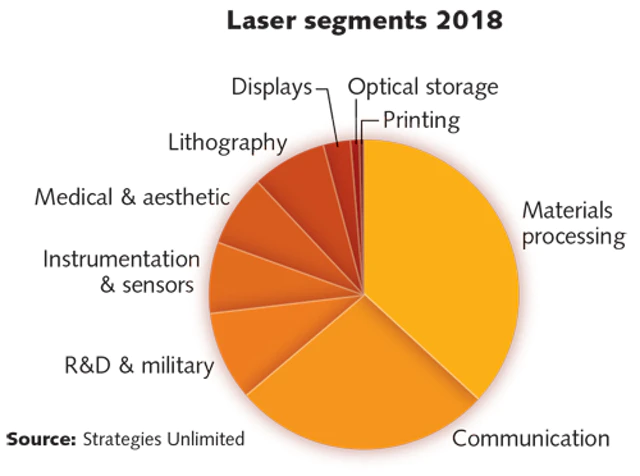 Laser segments 2018
Displays
Optical storage
Printing
Lithography
Medical & aesthetic
Materials
processing
Instrumentation
& sensors
R&D & military
Communication
Source: Strategies Unlimited